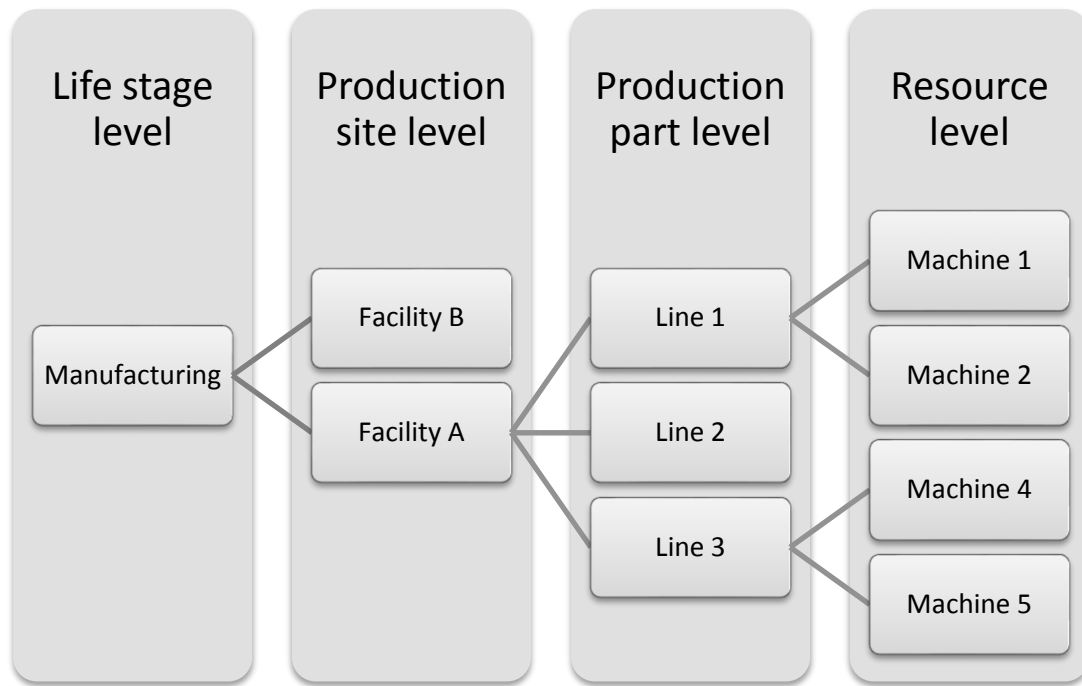 Life stage
level
Manufacturing
Production
site level
Facility B
Facility A
Production
part level
Line 1
Line 2
Line 3
Resource
level
Machine 1
Machine 2
Machine 4
Machine 5